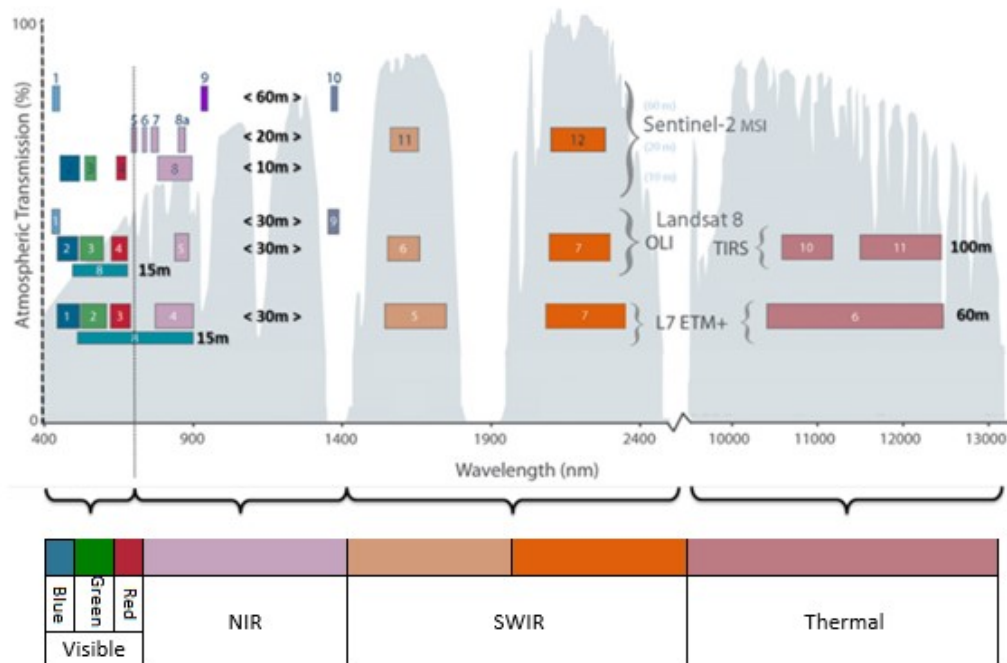 100
Atmospheric Transmission (%)
0
1
9
< 60m >
10
5 6 7 8a
< 20m >
11
12
(60 m)
Sentinel-2 MSI
(20 m)
(10 m)
8
< 10m >
1
< 30m >
9
Landsat 8
OLI
2 3 4 5
< 30m >
6
7
TIRS
10
11
100m
8
15m
1 2 3 4
< 30m >
5
7
L7 ETM+
6
60m
8
15m
400 900 1400 1900 2400 10000 11000 12000 13000
Wavelength (nm)
Blue
Green
Red
NIR
SWIR
Thermal
Visible